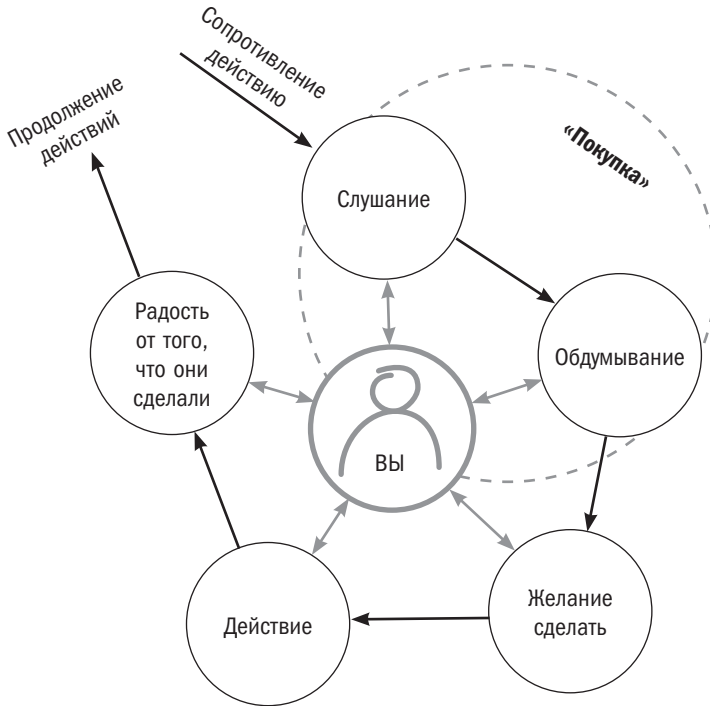 Сопротивление
действию
Продолжение
действий
«Покупка»
Слушание
Обдумывание
Радость
от того,
что они
сделали
ВЫ
Желание
сделать
Действие